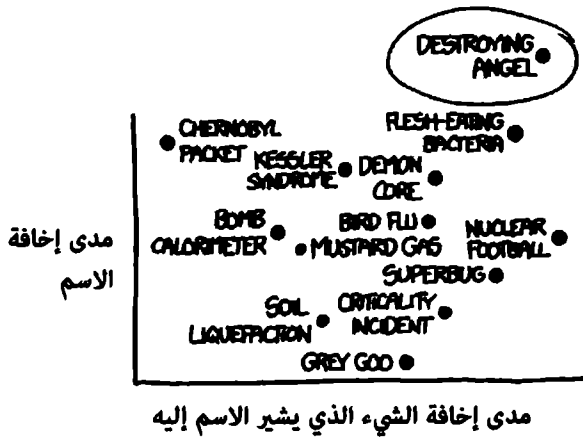 DESTROYING
ANGEL
FLESH-EATING
BACTERIA
CHERNOBYL
PACKET
KESSLER
SYNDROME
DEMON
CORE
BOMB
CALORIMETER
BIRD FLU
MUSTARD GAS
NUCLEAR
FOOTBALL
SUPERBUG
SOIL
LIQUEFACTION
CRITICALITY
INCIDENT
GREY GOO
مدى إخافة
الاسم
مدى إخافة الشيء الذي يشير الاسم إليه